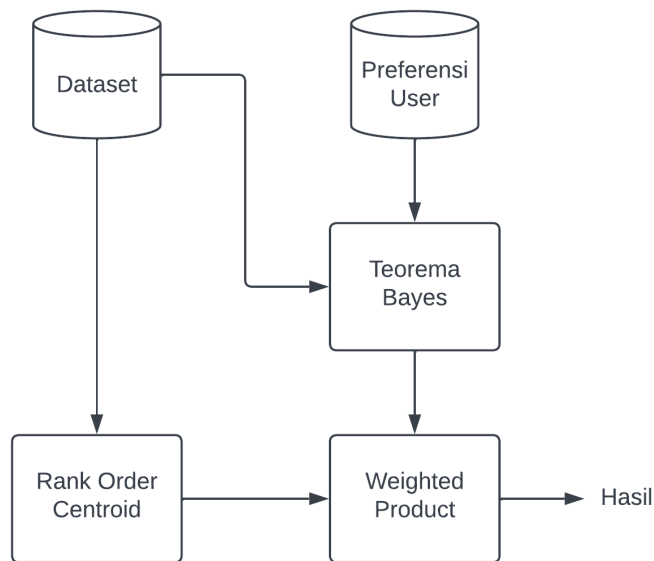 Dataset
Preferensi
User
Teorema
Bayes
Rank Order
Centroid
Weighted
Product
Hasil